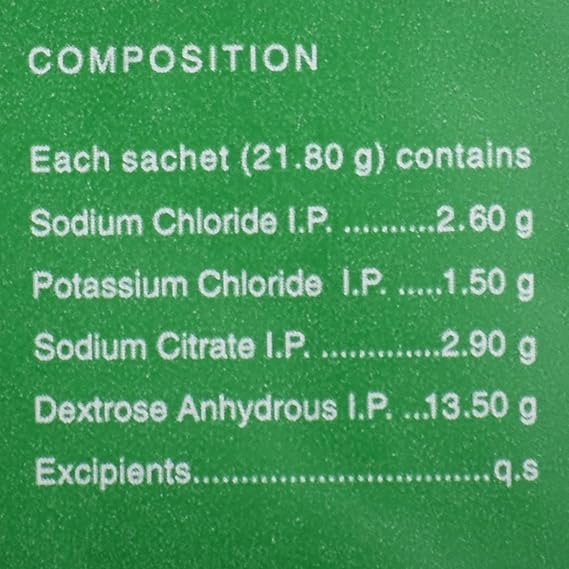 COMPOSITION
Each sachet (21.80 g) contains
Sodium Chloride I.P. ..........2.60 g
Potassium Chloride I.P. .....1.50 g
Sodium Citrate I.P. .............2.90 g
Dextrose Anhydrous I.P. ...13.50 g
Excipients................................q.s